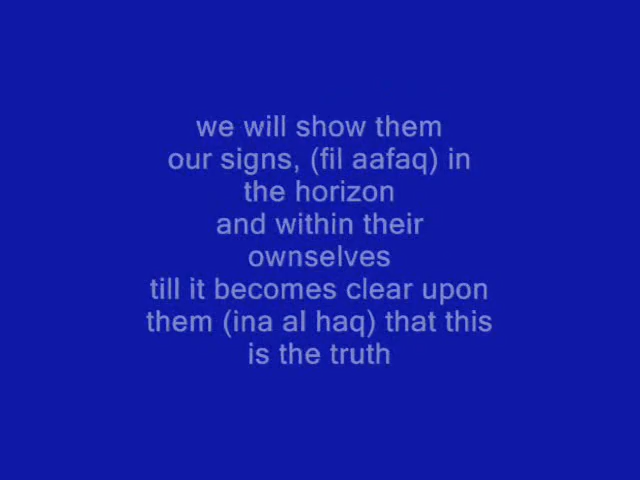 we will show them
our signs, (fil aafaq) in
the horizon
and within their
ownselves
till it becomes clear upon
them (ina al haq) that this
is the truth